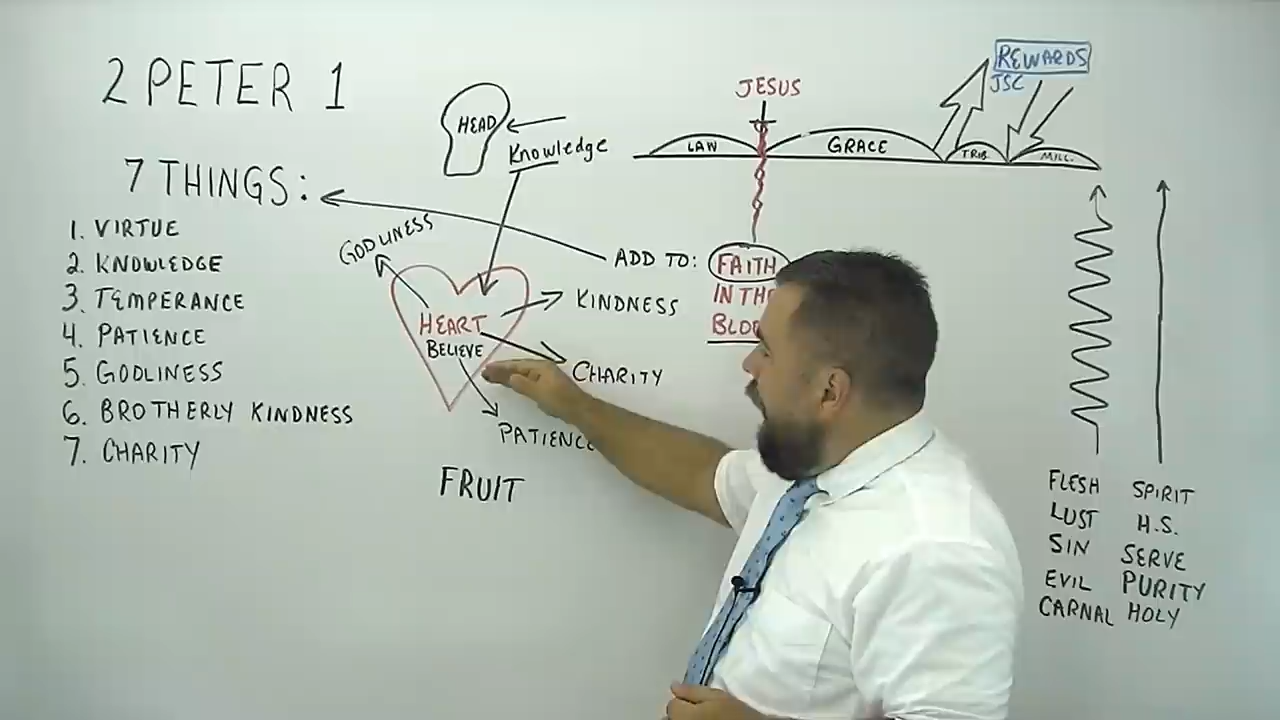 2 PETER 1
7 THINGS:
1. VIRTUE
2. KNOWLEDGE
3. TEMPERANCE
4. PATIENCE
5. GODLINESS
6. BROTHERLY KINDNESS
7. CHARITY
HEAD
Knowledge
GODLINESS
HEART
BELIEVE
KINDNESS
CHARITY
PATIENCE
FRUIT
JESUS
LAW
GRACE
TRIB.
MILL.
REWARDS
JSC
ADD TO: FAITH
IN THE
FLESH
LUST
SIN
EVIL
CARNAL
SPIRIT
H.S.
SERVE
PURITY
HOLY